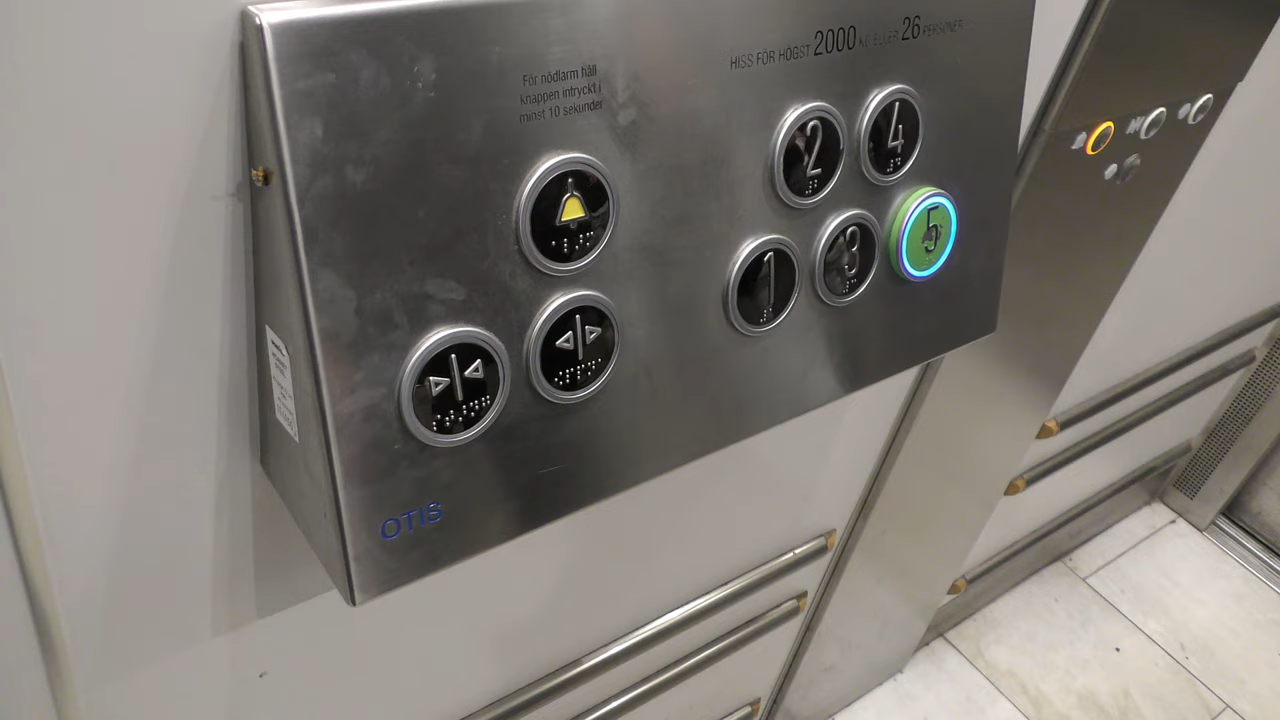 HISS FÖR HÖGST 2000 KG ELLER 26 PERSONER
För nödlarm håll
knappen intryckt i
minst 10 sekunder
2 4
1 3 5
OTIS